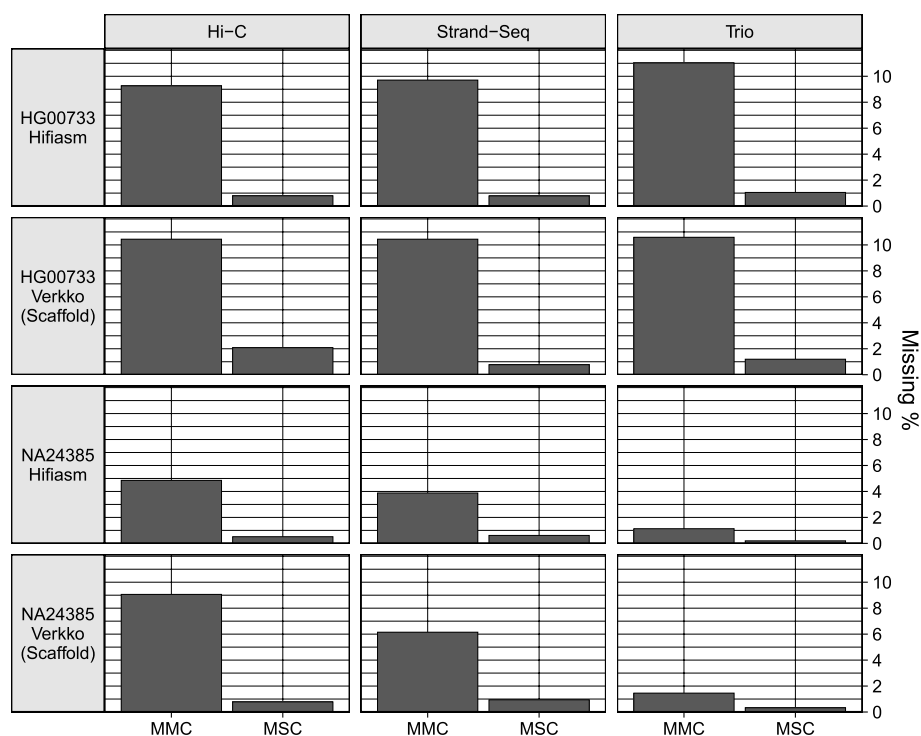 Hi−C Strand−Seq Trio
HG00733
Hifiasm
10
8
6
4
2
0
HG00733
Verkko
(Scaffold)
10
8
6
4
2
0
Missing %
NA24385
Hifiasm
10
8
6
4
2
0
NA24385
Verkko
(Scaffold)
10
8
6
4
2
0
MMC MSC MMC MSC MMC MSC